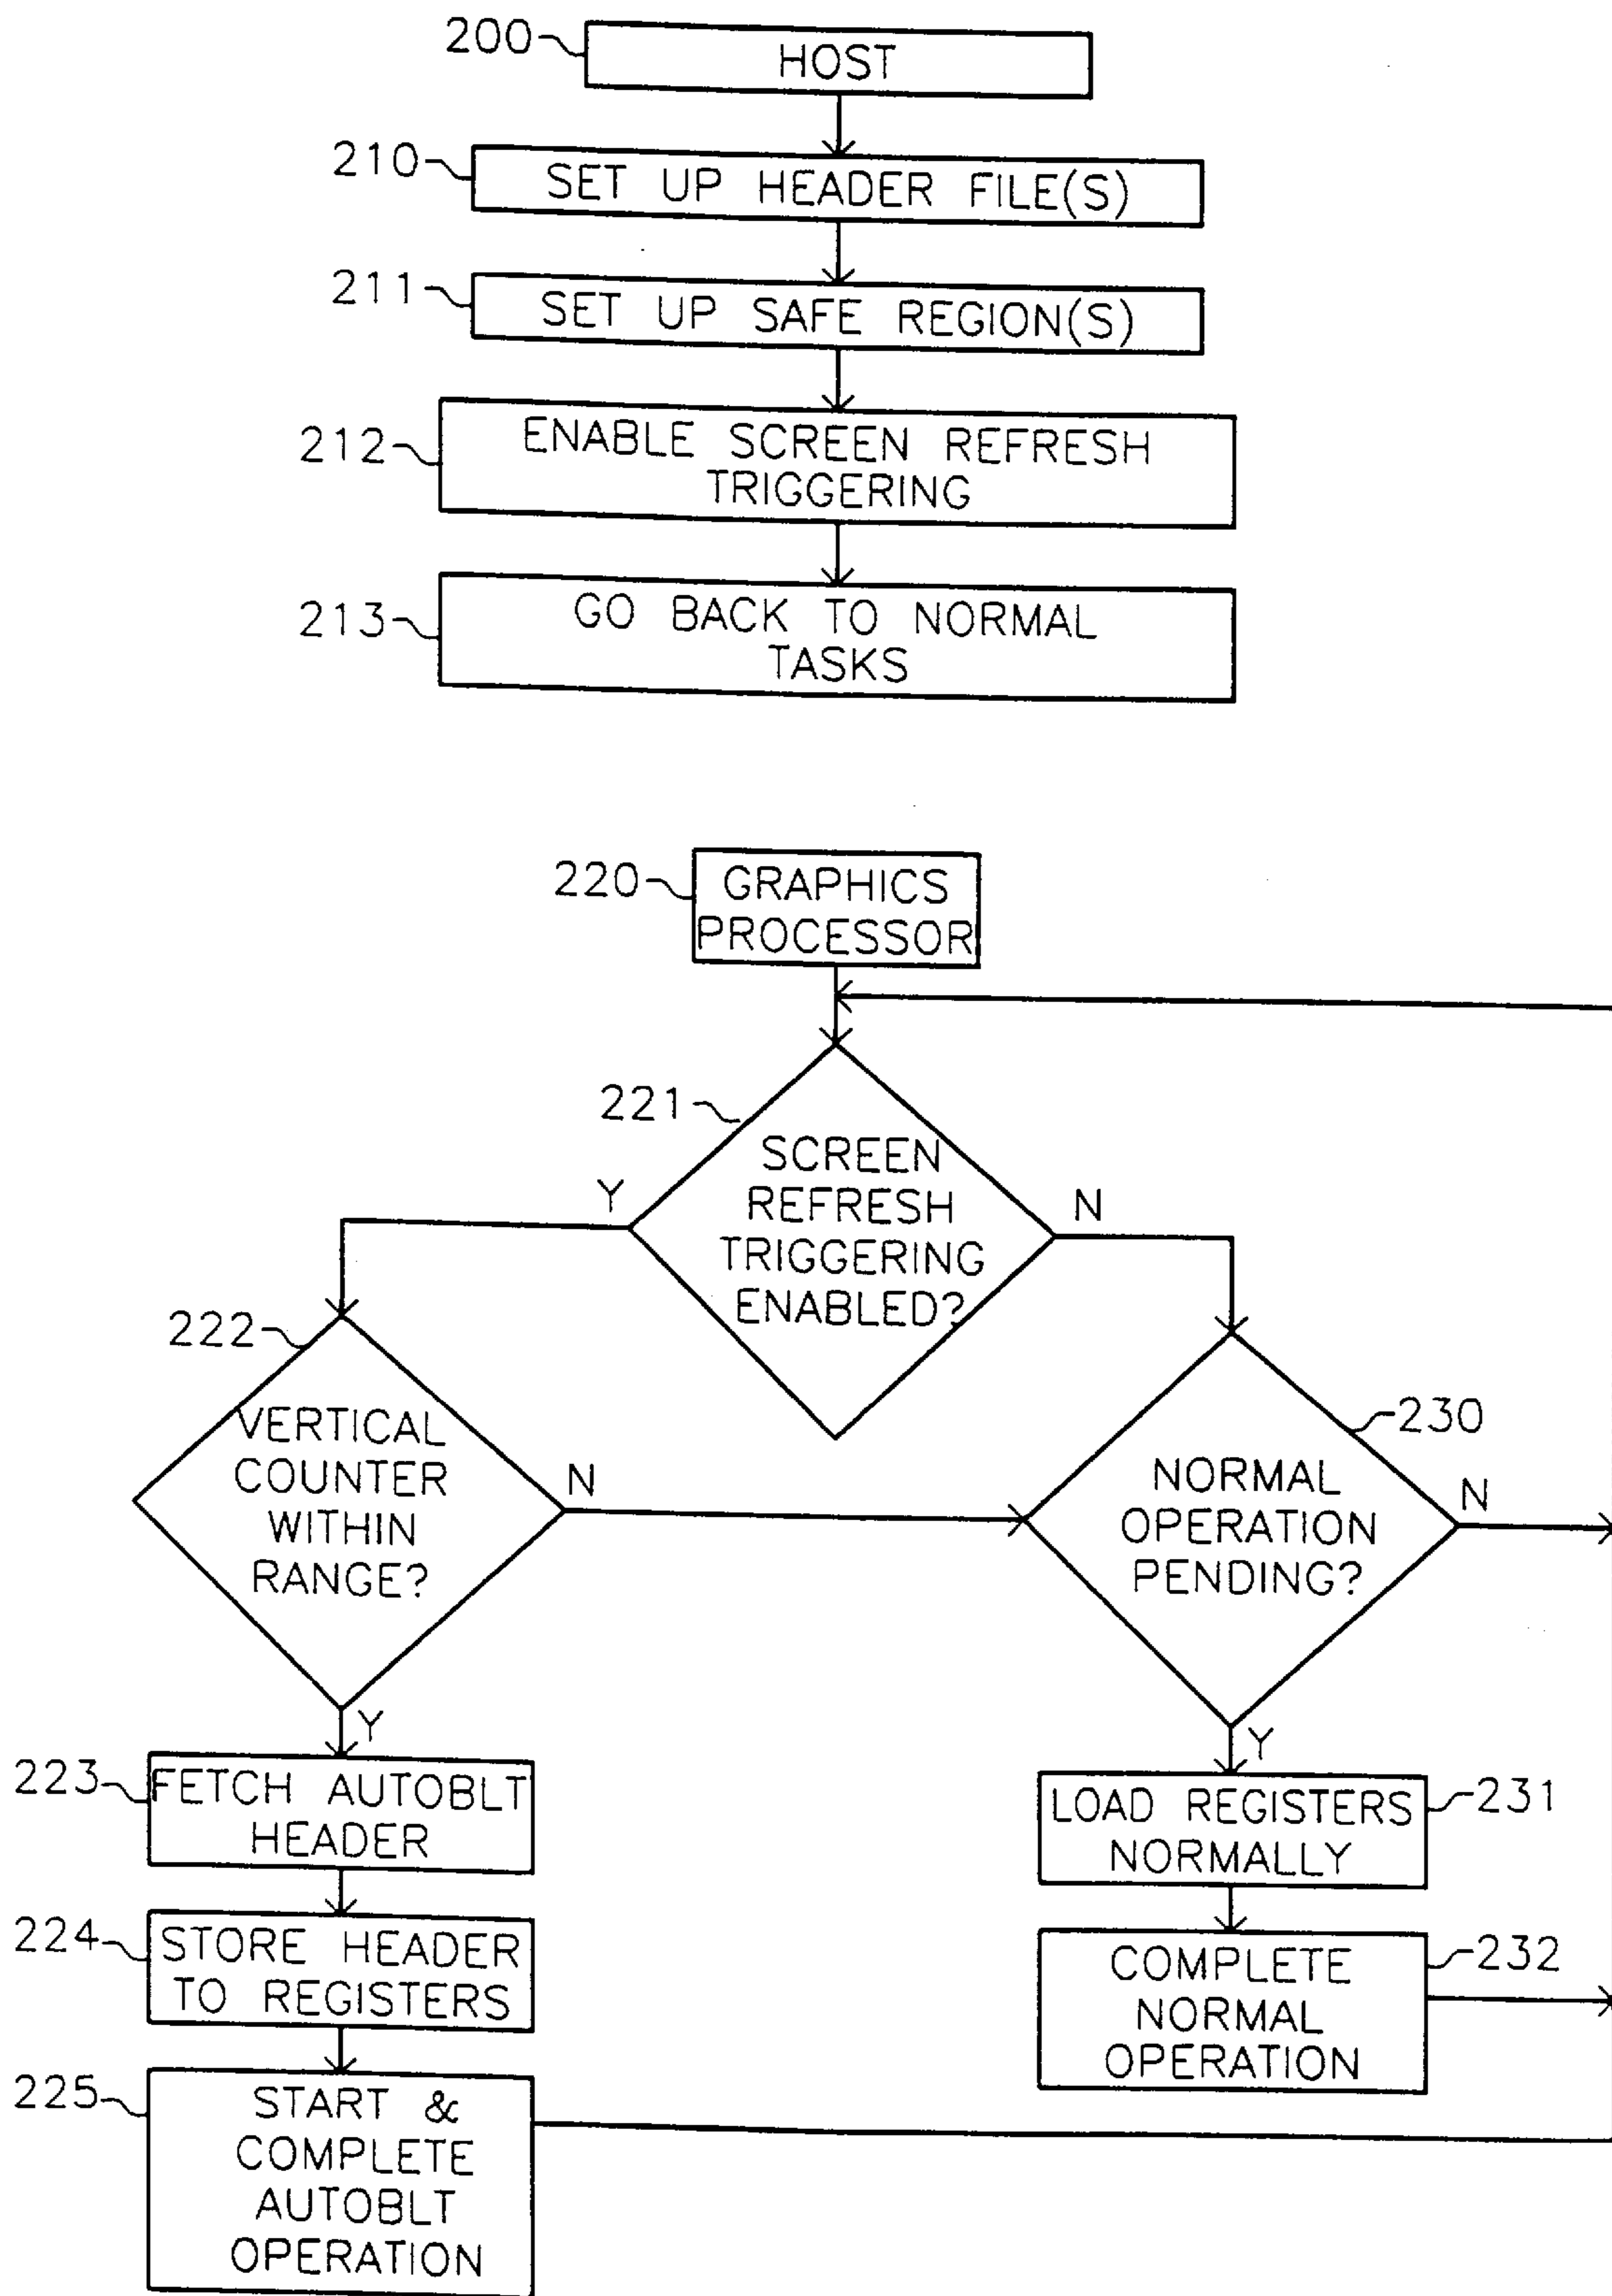 200
HOST
210
SET UP HEADER FILE(S)
211
SET UP SAFE REGION(S)
212
ENABLE SCREEN REFRESH
TRIGGERING
213
GO BACK TO NORMAL
TASKS
220
GRAPHICS
PROCESSOR
221
SCREEN
REFRESH
TRIGGERING
ENABLED?
Y
N
222
VERTICAL
COUNTER
WITHIN
RANGE?
N
Y
230
NORMAL
OPERATION
PENDING?
N
Y
223
FETCH AUTOBLT
HEADER
231
LOAD REGISTERS
NORMALLY
224
STORE HEADER
TO REGISTERS
232
COMPLETE
NORMAL
OPERATION
225
START &
COMPLETE
AUTOBLT
OPERATION